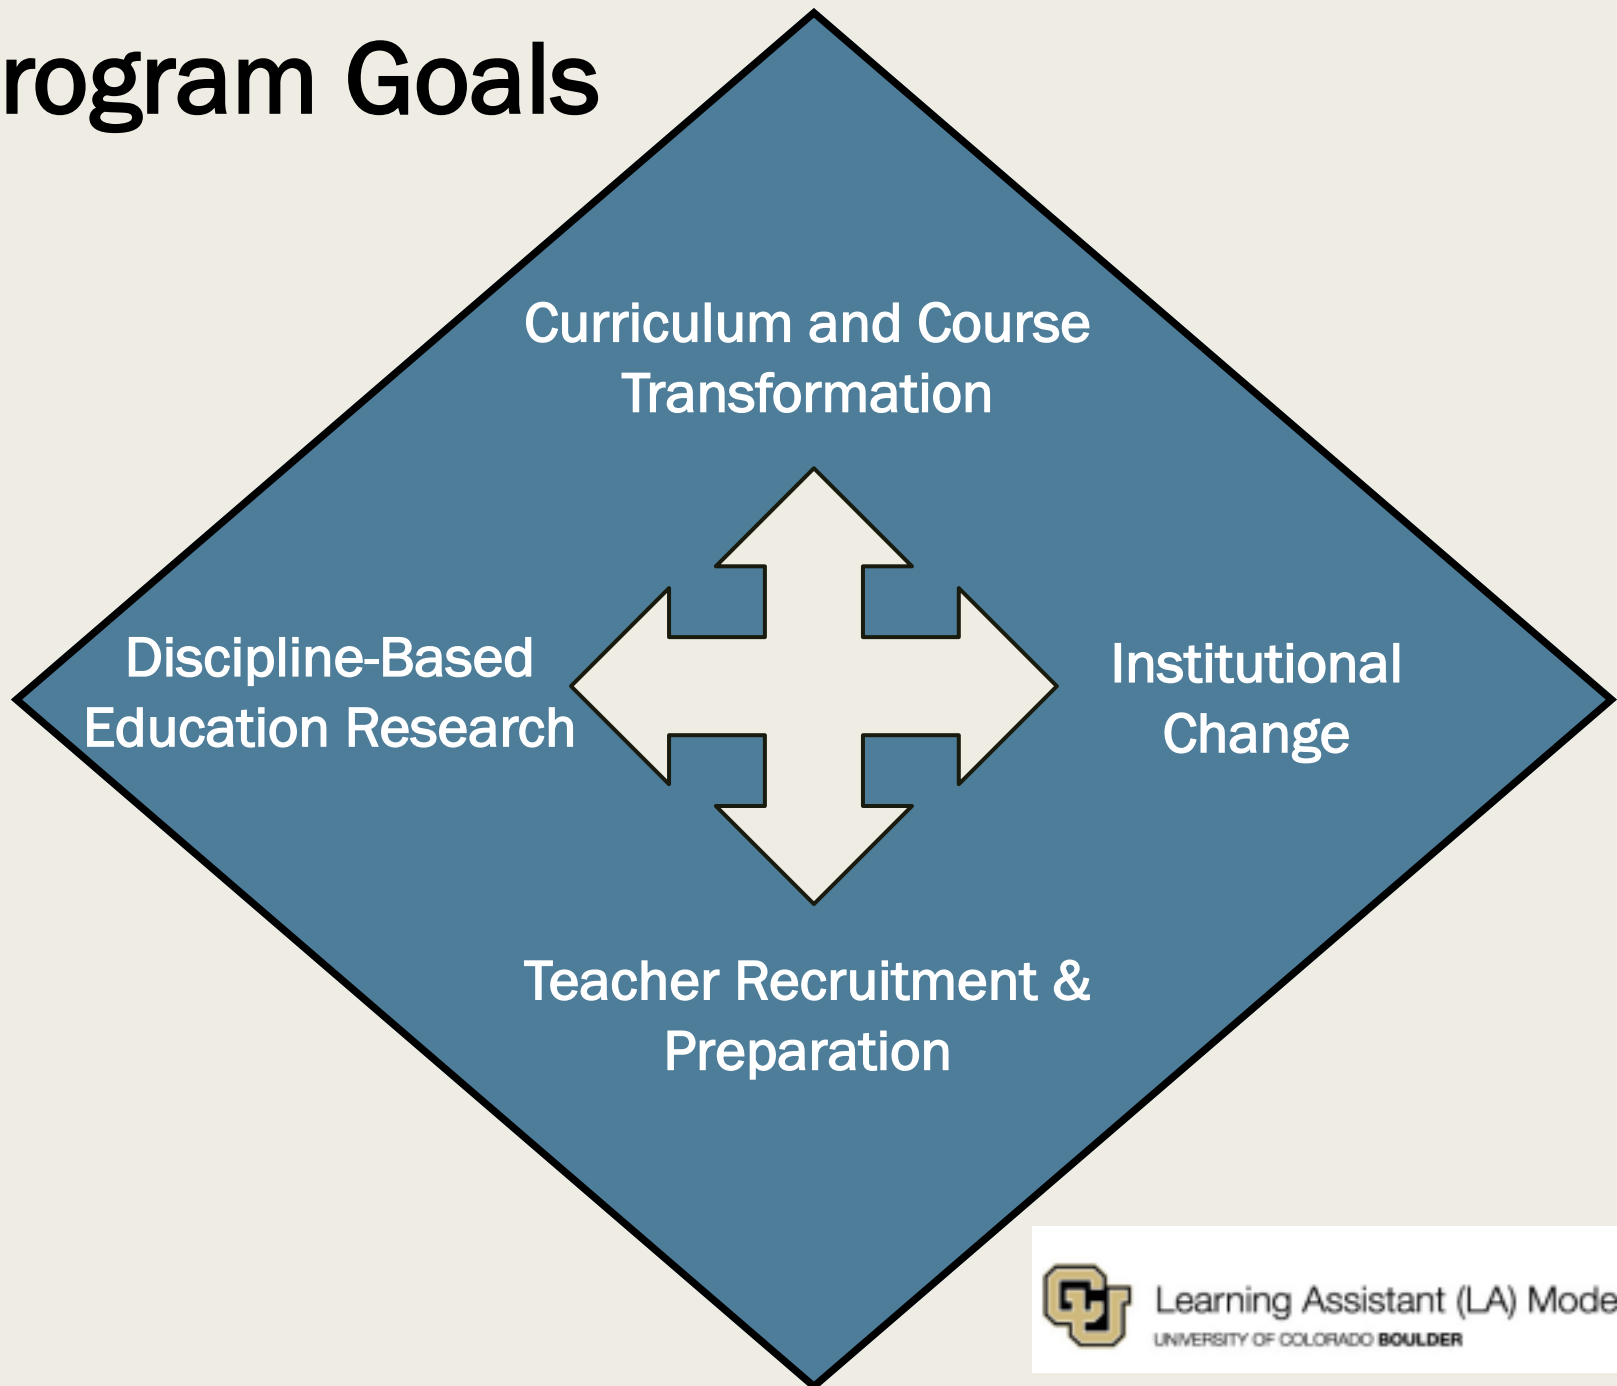 rogram Goals
Curriculum and Course
Transformation
Discipline-Based
Education Research
Institutional
Change
Teacher Recruitment &
Preparation
CU
Learning Assistant (LA) Mode
UNIVERSITY OF COLORADO BOULDER